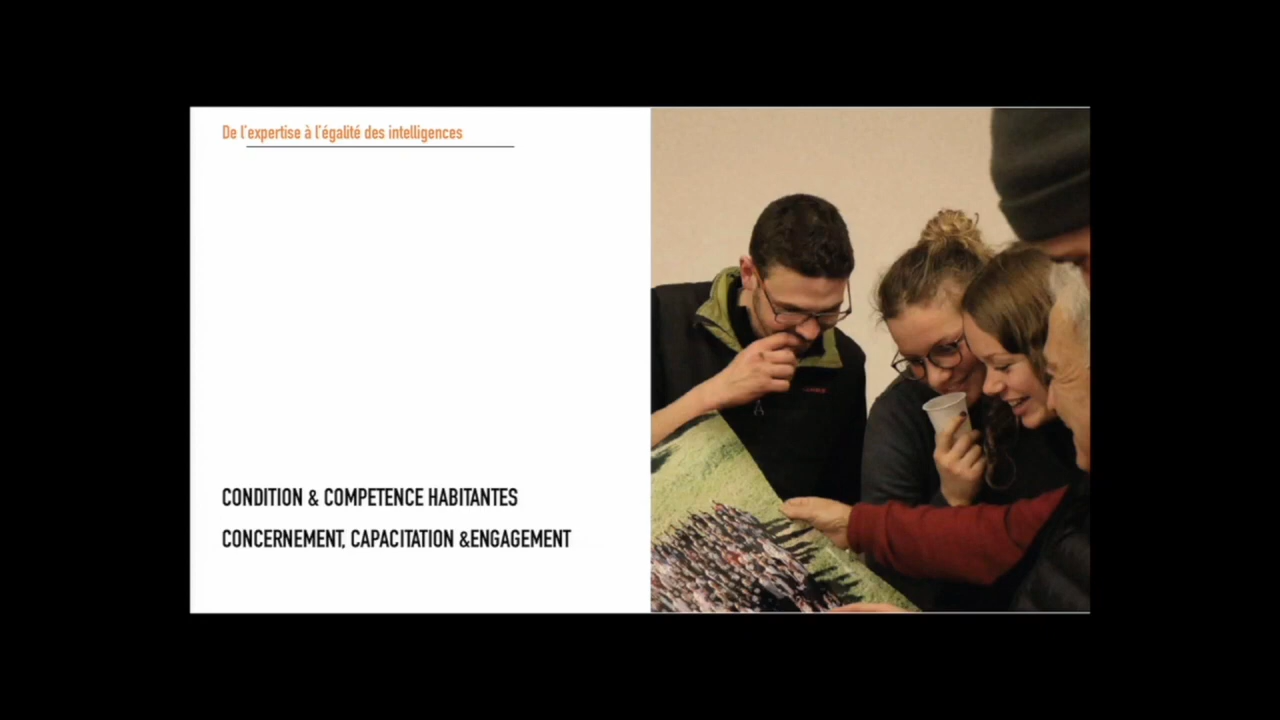 De l'expertise à l'égalité des intelligences
CONDITION & COMPETENCE HABITANTES
CONCERNEMENT, CAPACITATION &ENGAGEMENT